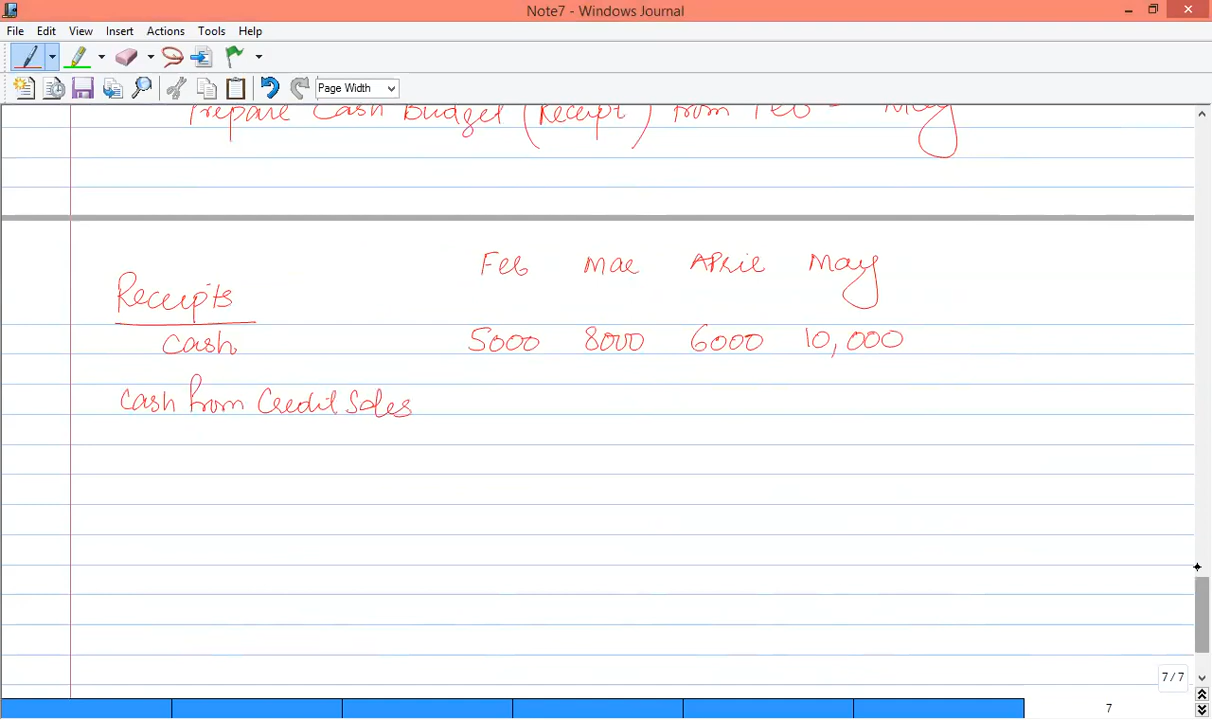 Note7 - Windows Journal
File Edit View Insert Actions Tools Help
Page Width
Prepare Cash Budget (Receipt) from Feb - May
Feb Mar April May
Receipts
Cash 5000 8000 6000 10,000
Cash from Credit Sales
7 / 7
7